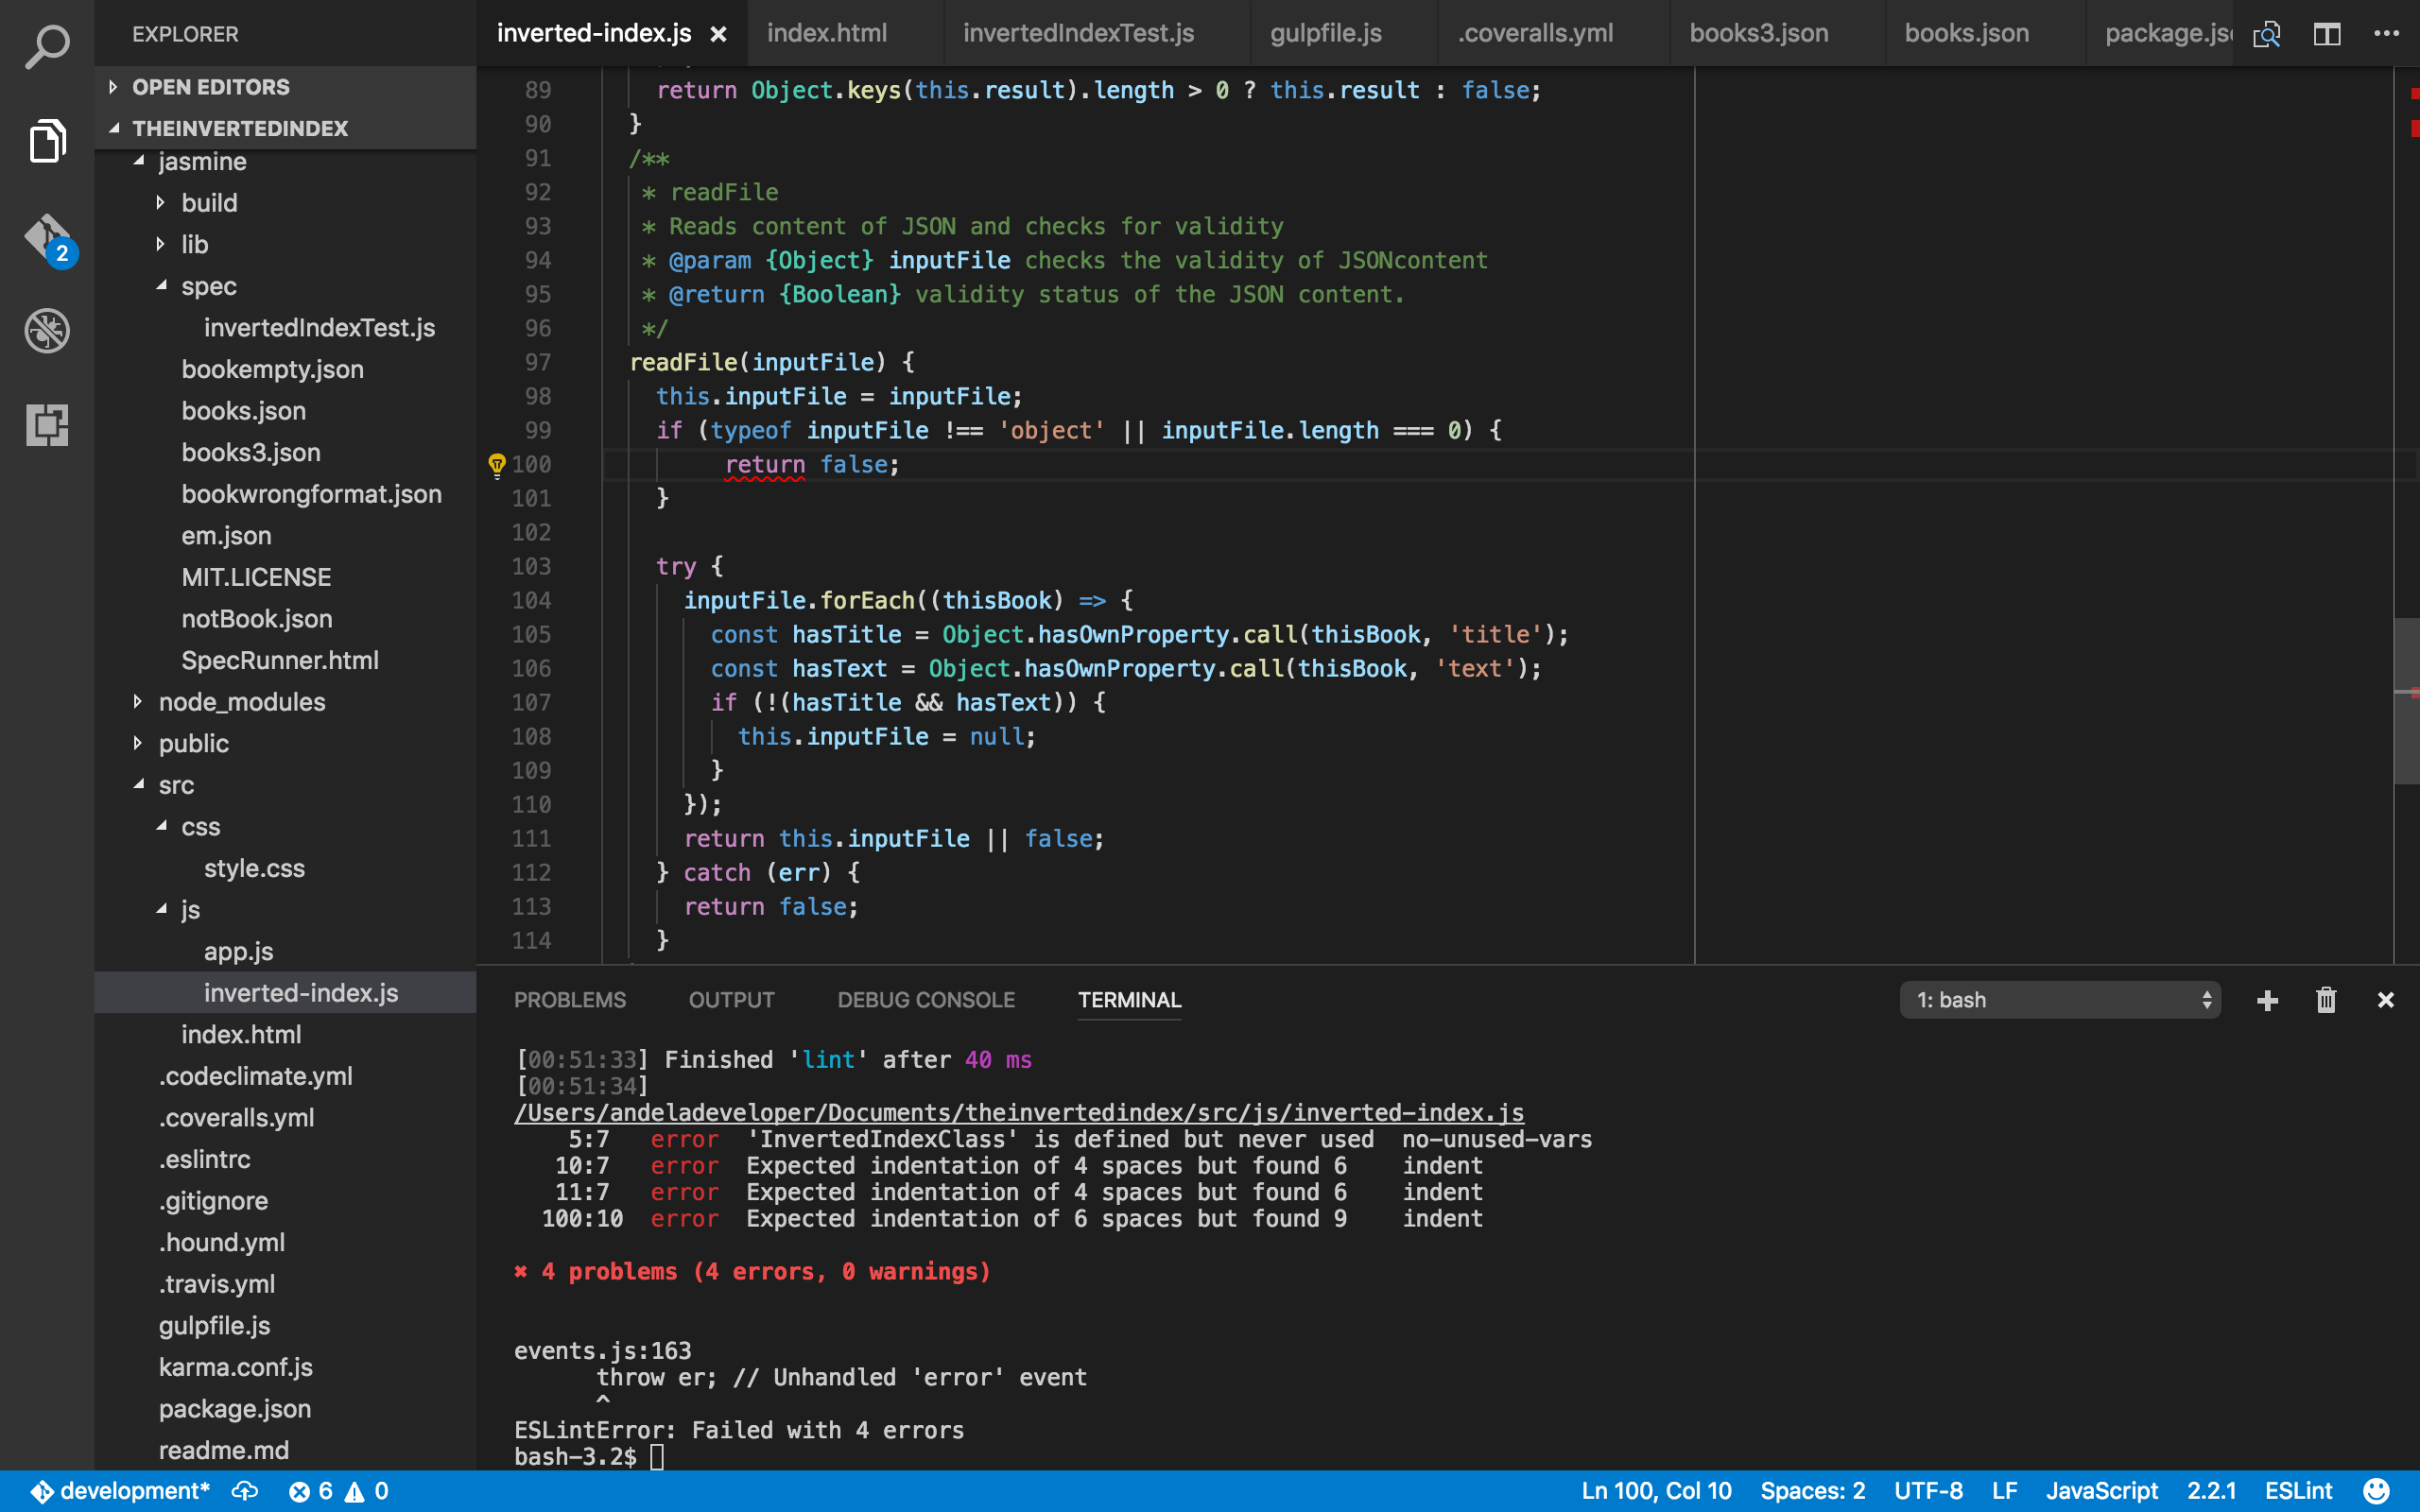 EXPLORER
OPEN EDITORS
THEINVERTEDINDEX
jasmine
build
lib
spec
invertedIndexTest.js
bookempty.json
books.json
books3.json
bookwrongformat.json
em.json
MIT.LICENSE
notBook.json
SpecRunner.html
node_modules
public
src
css
style.css
js
app.js
inverted-index.js
index.html
.codeclimate.yml
.coveralls.yml
.eslintrc
.gitignore
.hound.yml
.travis.yml
gulpfile.js
karma.conf.js
package.json
readme.md
2
inverted-index.js index.html invertedIndexTest.js gulpfile.js .coveralls.yml books3.json books.json package.js
89 return Object.keys(this.result).length > 0 ? this.result : false;
90 }
91 /**
92 * readFile
93 * Reads content of JSON and checks for validity
94 * @param {Object} inputFile checks the validity of JSONcontent
95 * @return {Boolean} validity status of the JSON content.
96 */
97 readFile(inputFile) {
98 this.inputFile = inputFile;
99 if (typeof inputFile !== 'object' || inputFile.length === 0) {
100 return false;
101 }
102
103 try {
104 inputFile.forEach((thisBook) => {
105 const hasTitle = Object.hasOwnProperty.call(thisBook, 'title');
106 const hasText = Object.hasOwnProperty.call(thisBook, 'text');
107 if (!(hasTitle && hasText)) {
108 this.inputFile = null;
109 }
110 });
111 return this.inputFile || false;
112 } catch (err) {
113 return false;
114 }
PROBLEMS OUTPUT DEBUG CONSOLE TERMINAL 1: bash
[00:51:33] Finished 'lint' after 40 ms
[00:51:34]
/Users/andeladeveloper/Documents/theinvertedindex/src/js/inverted-index.js
5:7 error 'InvertedIndexClass' is defined but never used no-unused-vars
10:7 error Expected indentation of 4 spaces but found 6 indent
11:7 error Expected indentation of 4 spaces but found 6 indent
100:10 error Expected indentation of 6 spaces but found 9 indent
✖ 4 problems (4 errors, 0 warnings)
events.js:163
throw er; // Unhandled 'error' event
^
ESLintError: Failed with 4 errors
bash-3.2$
development* 6 0 Ln 100, Col 10 Spaces: 2 UTF-8 LF JavaScript 2.2.1 ESLint